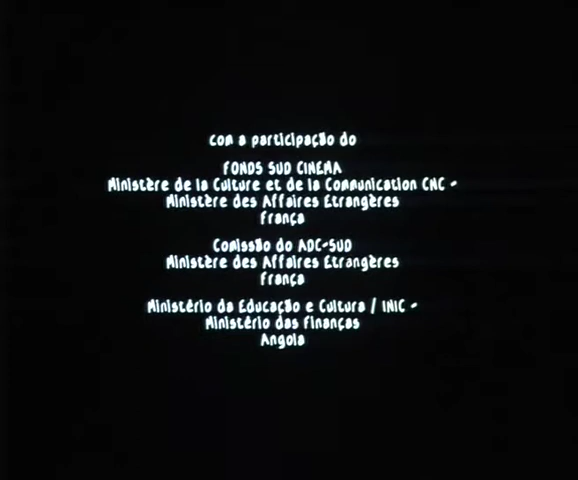 com a participação do
FONDS SUD CINEMA
Ministère de la Culture et de la Communication CNC -
Ministère des Affaires Etrangères
França
Comissão do ADC-SUD
Ministère des Affaires Etrangères
França
Ministério da Educação e Cultura / INIC -
Ministério das Finanças
Angola